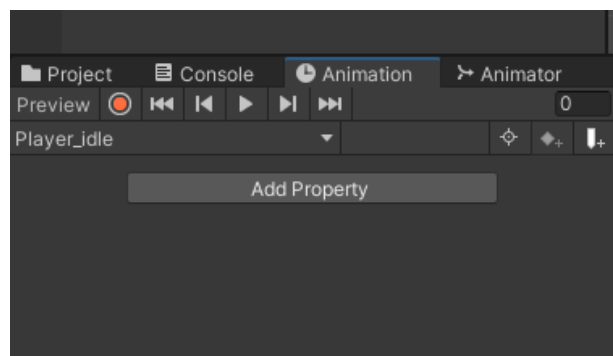 Project Console Animation Animator
Preview 0
Player_idle
Add Property